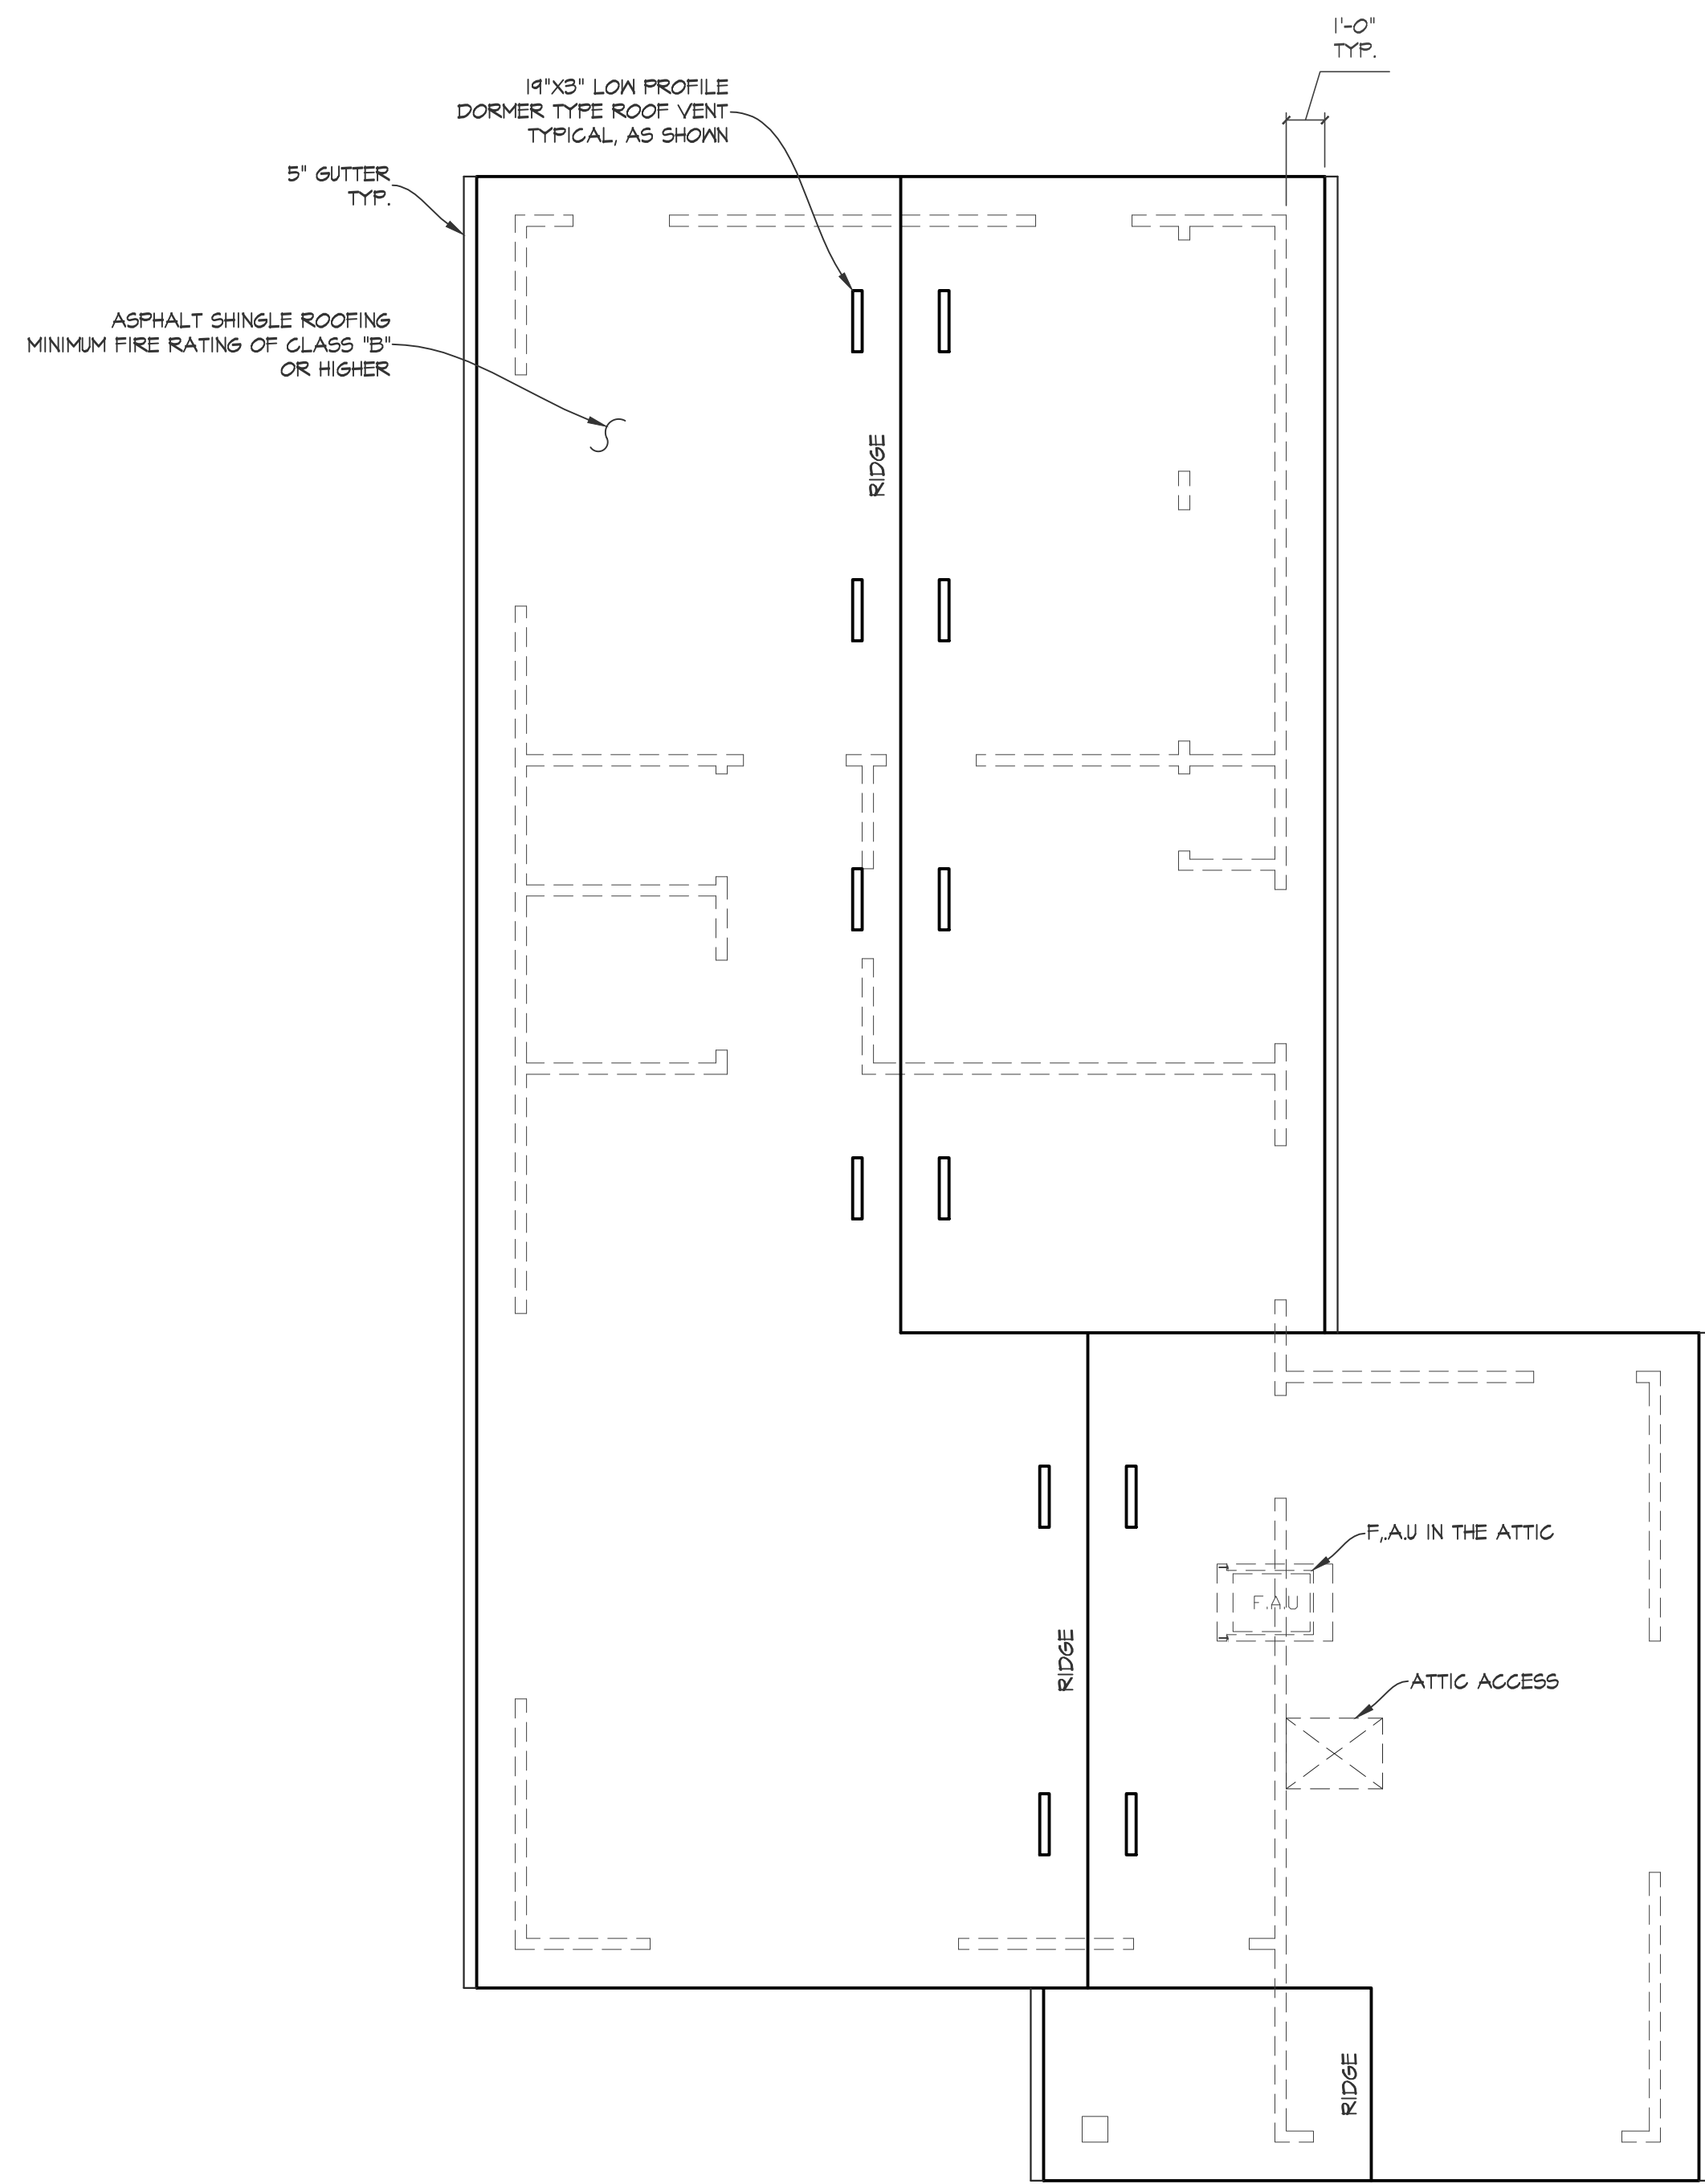 1'-0"
TYP.
19"X3" LOW PROFILE
DORMER TYPE ROOF VENT
TYPICAL, AS SHOWN
5" GUTTER
TYP.
ASPHALT SHINGLE ROOFING
MINIMUM FIRE RATING OF CLASS "B"
OR HIGHER
RIDGE
F,.A.U IN THE ATTIC
F.A.U
RIDGE
ATTIC ACCESS
RIDGE